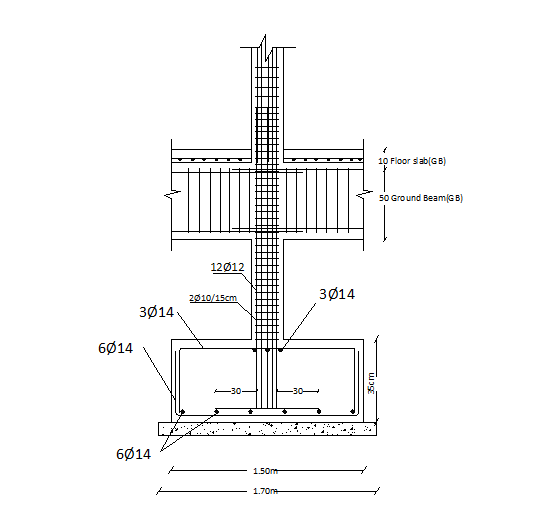 10 Floor slab(GB)
50 Ground Beam(GB)
12Ø12
2Ø10/15cm
3Ø14
3Ø14
6Ø14
35cm
30
30
6Ø14
1.50m
1.70m